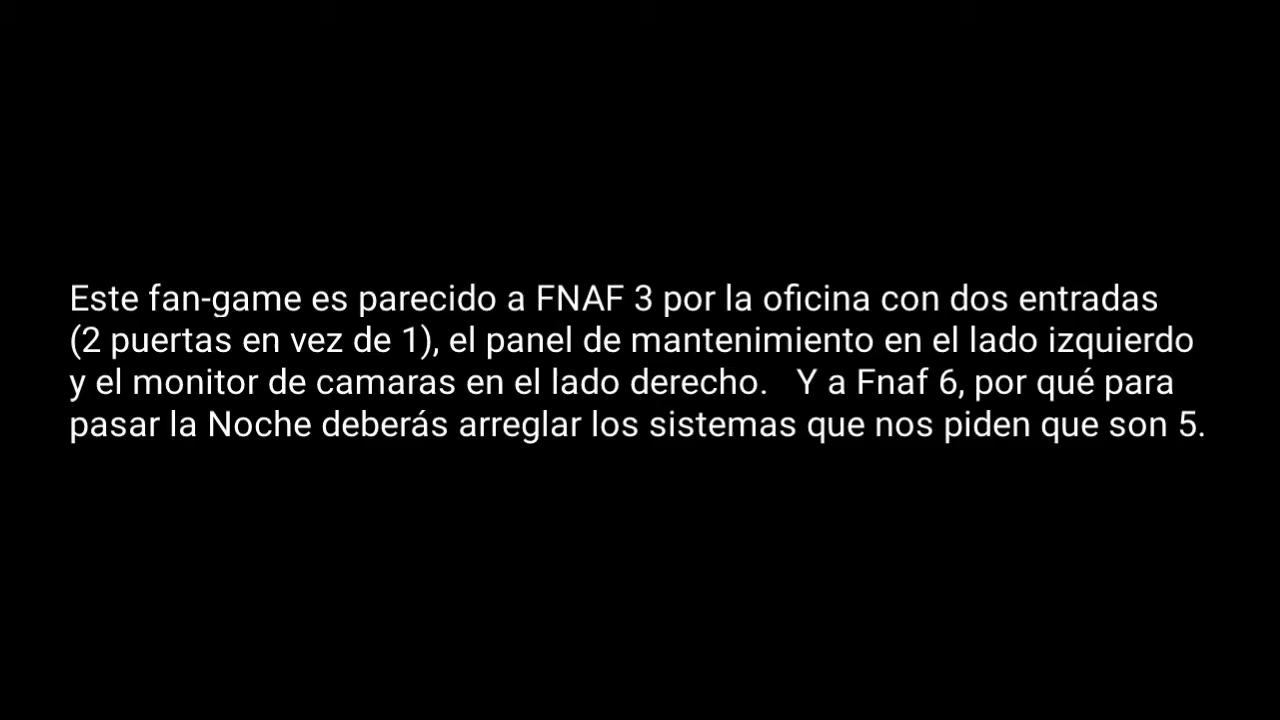 Este fan-game es parecido a FNAF 3 por la oficina con dos entradas
(2 puertas en vez de 1), el panel de mantenimiento en el lado izquierdo
y el monitor de camaras en el lado derecho.   Y a Fnaf 6, por qué para
pasar la Noche deberás arreglar los sistemas que nos piden que son 5.